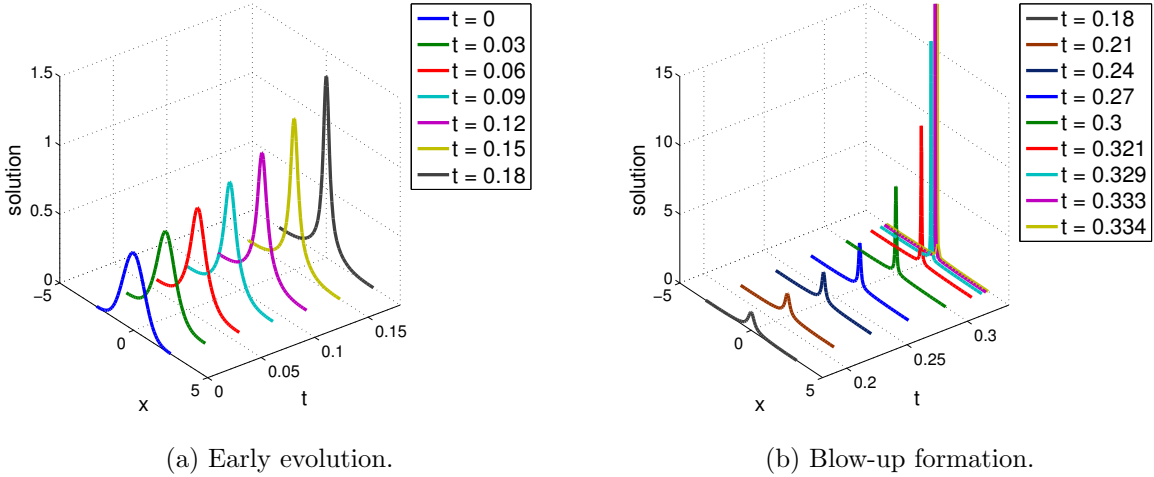 t = 0
t = 0.03
t = 0.06
t = 0.09
t = 0.12
t = 0.15
t = 0.18
1.5
1
0.5
0
solution
−5
0
5
x
0
0.05
0.1
0.15
t
(a) Early evolution.
t = 0.18
t = 0.21
t = 0.24
t = 0.27
t = 0.3
t = 0.321
t = 0.329
t = 0.333
t = 0.334
15
10
5
0
solution
−5
0
5
x
0.2
0.25
0.3
t
(b) Blow-up formation.